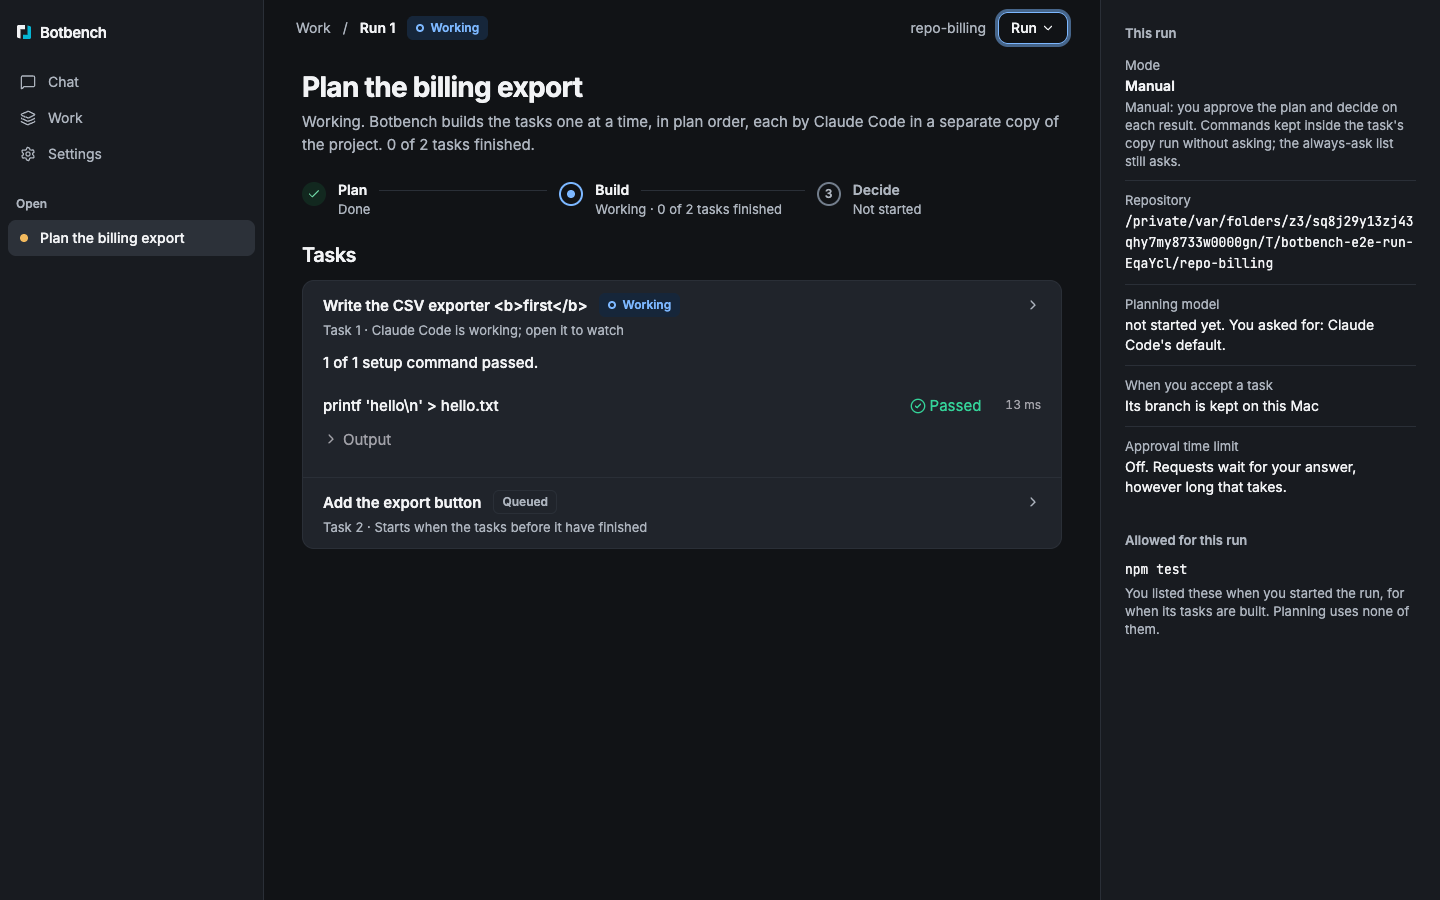 Botbench
Chat
Work
Settings
Open
Plan the billing export
Work / Run 1 Working
repo-billing Run
Plan the billing export
Working. Botbench builds the tasks one at a time, in plan order, each by Claude Code in a separate copy of
the project. 0 of 2 tasks finished.
Plan
Done
Build
Working · 0 of 2 tasks finished
3 Decide
Not started
Tasks
Write the CSV exporter <b>first</b> Working
Task 1 · Claude Code is working; open it to watch
1 of 1 setup command passed.
printf 'hello\n' > hello.txt Passed 13 ms
Output
Add the export button Queued
Task 2 · Starts when the tasks before it have finished
This run
Mode
Manual
Manual: you approve the plan and decide on
each result. Commands kept inside the task's
copy run without asking; the always-ask list
still asks.
Repository
/private/var/folders/z3/sq8j29y13zj43
qhy7my8733w0000gn/T/botbench-e2e-run-
EqaYcl/repo-billing
Planning model
not started yet. You asked for: Claude
Code's default.
When you accept a task
Its branch is kept on this Mac
Approval time limit
Off. Requests wait for your answer,
however long that takes.
Allowed for this run
npm test
You listed these when you started the run, for
when its tasks are built. Planning uses none of
them.